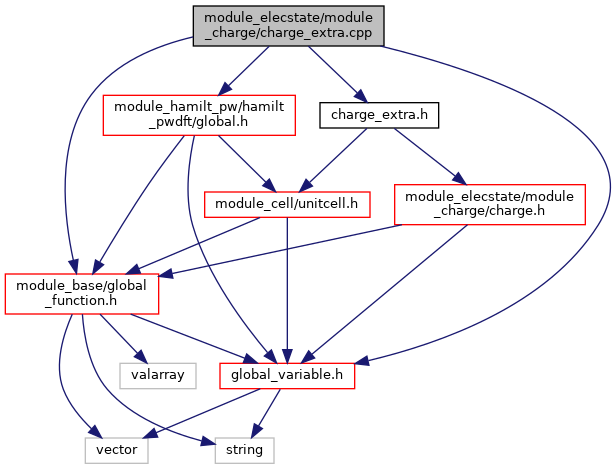 module_elecstate/module
_charge/charge_extra.cpp
module_hamilt_pw/hamilt
_pwdft/global.h
charge_extra.h
module_cell/unitcell.h
module_elecstate/module
_charge/charge.h
module_base/global
_function.h
valarray
global_variable.h
vector
string